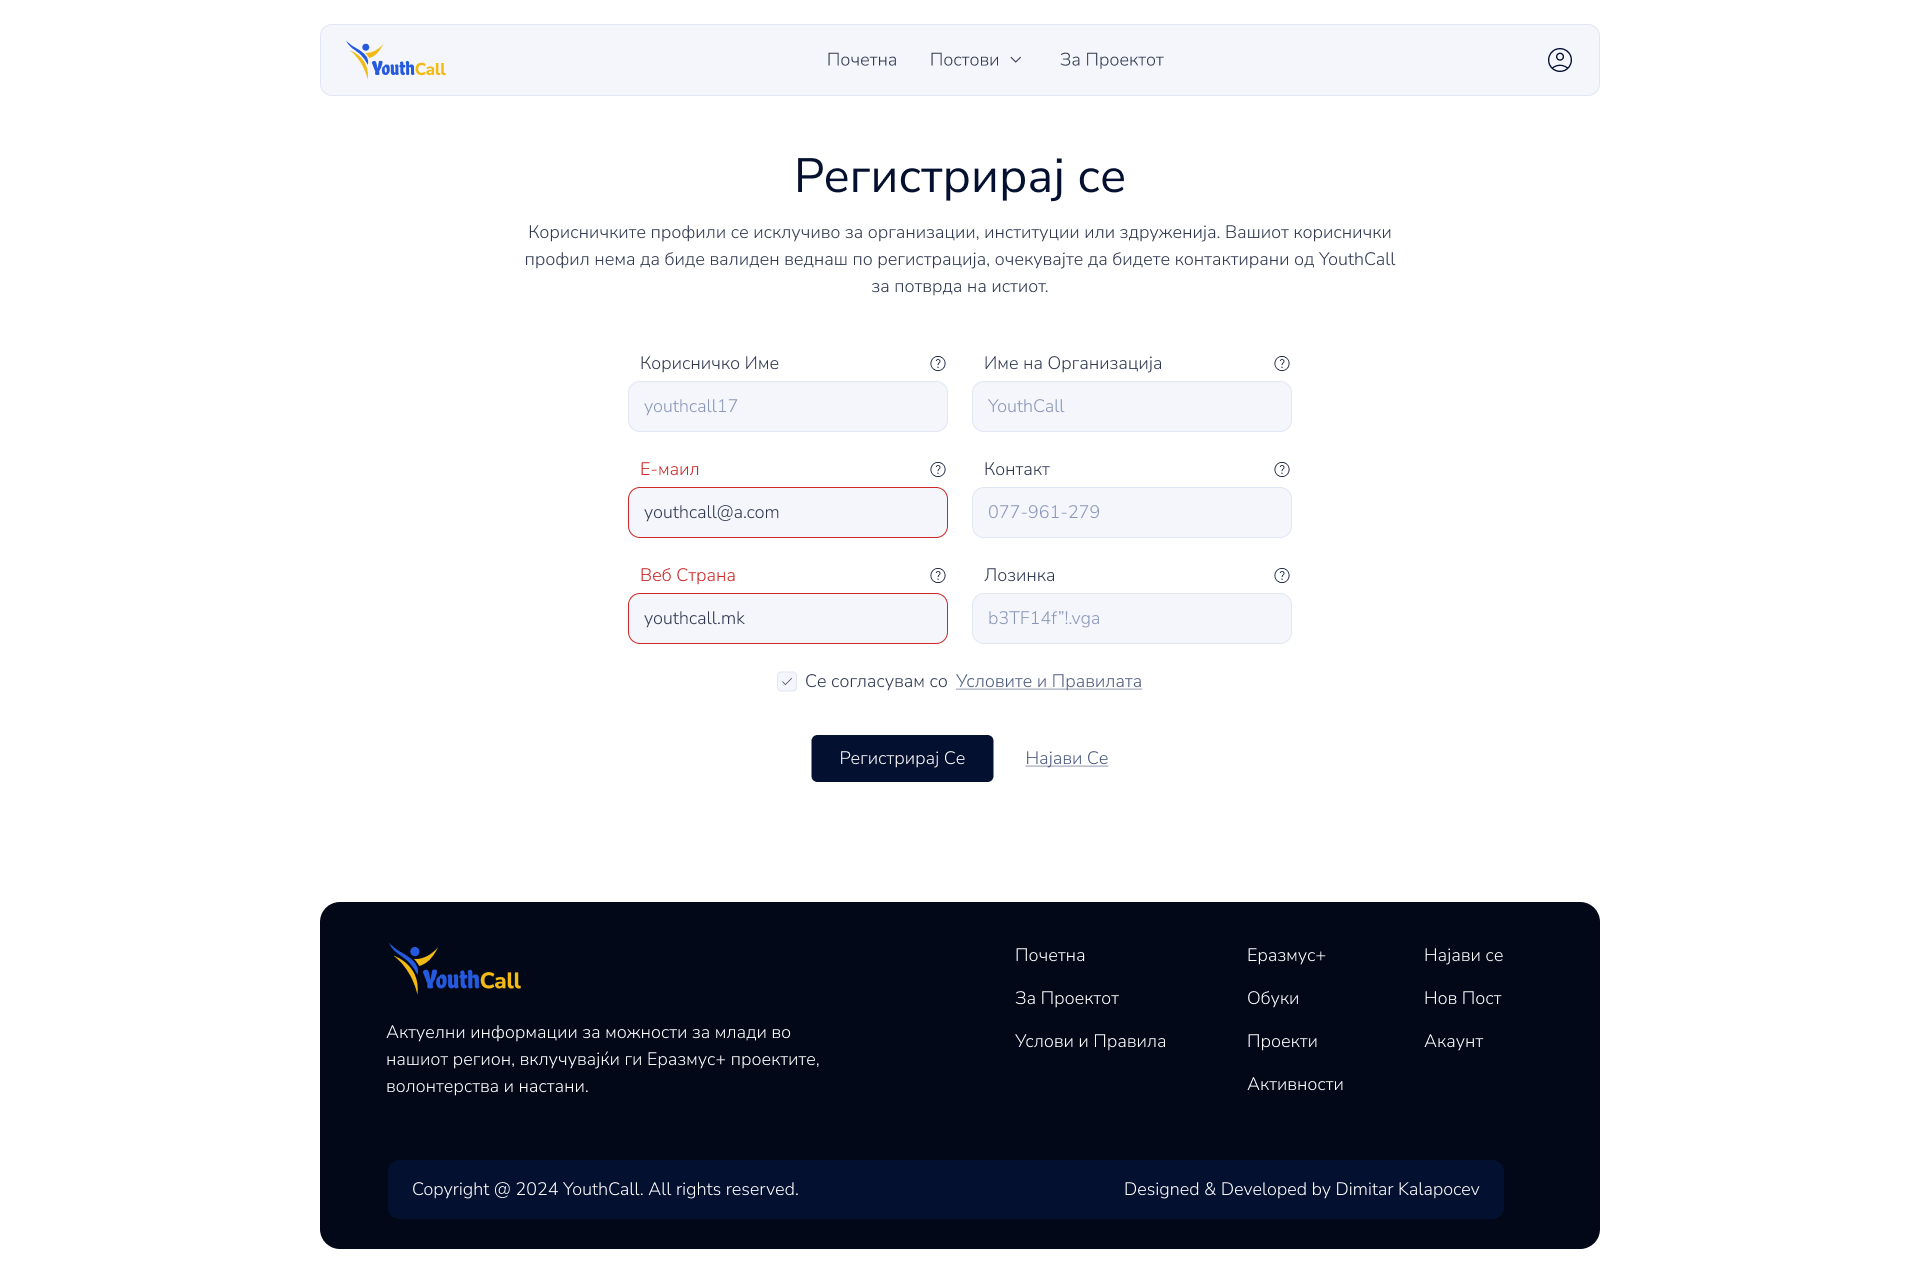 YouthCall
Почетна
Постови
За Проектот
Регистрирај се
Корисничките профили се исклучиво за организации, институции или здруженија. Вашиот кориснички
профил нема да биде валиден веднаш по регистрација, очекувајте да бидете контактирани од YouthCall
за потврда на истиот.
Корисничко Име
Име на Организација
youthcall17
YouthCall
Е-маил
Контакт
youthcall@a.com
077-961-279
Веб Страна
Лозинка
youthcall.mk
b3TF14f”!.vga
Се согласувам со Условите и Правилата
Регистрирај Се
Најави Се
YouthCall
Актуелни информации за можности за млади во
нашиот регион, вклучувајќи ги Еразмус+ проектите,
волонтерства и настани.
Почетна
За Проектот
Услови и Правила
Еразмус+
Обуки
Проекти
Активности
Најави се
Нов Пост
Акаунт
Copyright @ 2024 YouthCall. All rights reserved.
Designed & Developed by Dimitar Kalapocev